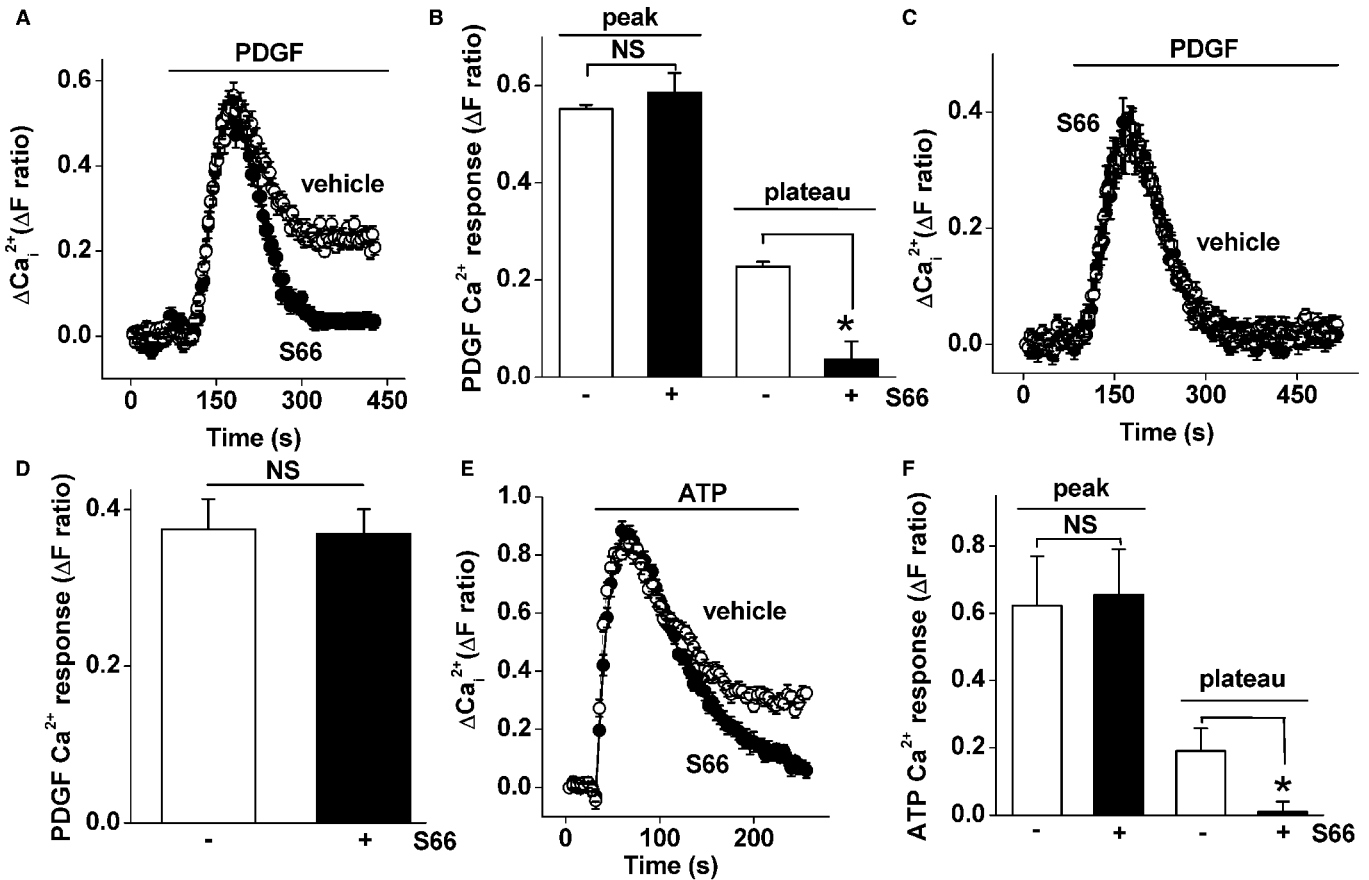 A
PDGF
0.6
0.4
0.2
0.0
ΔCaᵢ²⁺(ΔF ratio)
vehicle
S66
0 150 300 450
Time (s)
B
peak
NS
0.6
0.4
0.2
0.0
PDGF Ca²⁺ response (ΔF ratio)
plateau
*
- + - + S66
C
PDGF
0.4
0.2
0.0
ΔCaᵢ²⁺(ΔF ratio)
S66
vehicle
0 150 300 450
Time (s)
D
NS
0.4
0.2
0.0
PDGF Ca²⁺ response (ΔF ratio)
- + S66
E
ATP
1.0
0.8
0.6
0.4
0.2
0.0
ΔCaᵢ²⁺(ΔF ratio)
vehicle
S66
0 100 200
Time (s)
F
peak
NS
0.8
0.6
0.4
0.2
0.0
ATP Ca²⁺ response (ΔF ratio)
plateau
*
- + - + S66